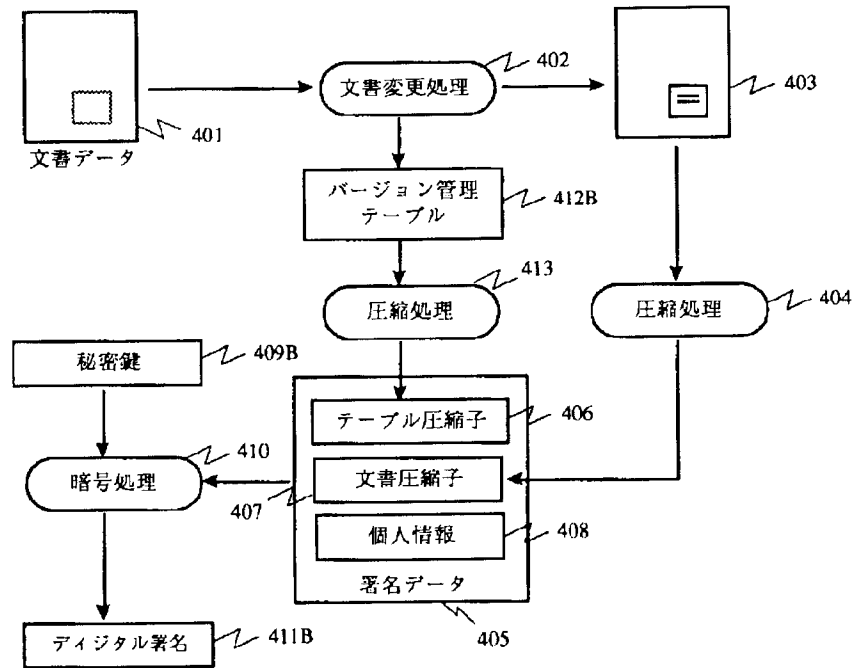 402
文書変更処理
403
401
文書データ
バージョン管理
テーブル
412B
413
圧縮処理
圧縮処理
404
秘密鍵
409B
テーブル圧縮子
406
410
暗号処理
文書圧縮子
407
個人情報
408
署名データ
405
ディジタル署名
411B